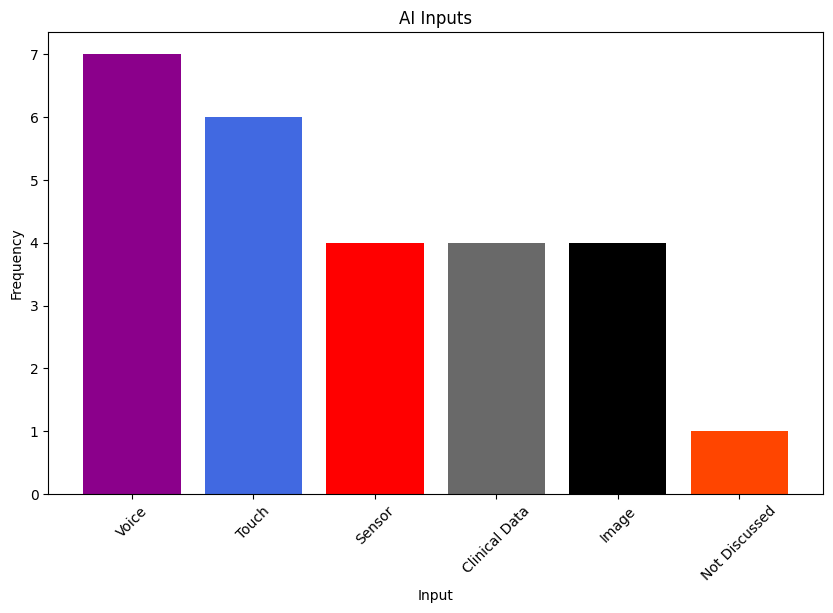 AI Inputs
7
6
5
4
3
2
1
0
Frequency
Voice
Touch
Sensor
Clinical Data
Image
Not Discussed
Input